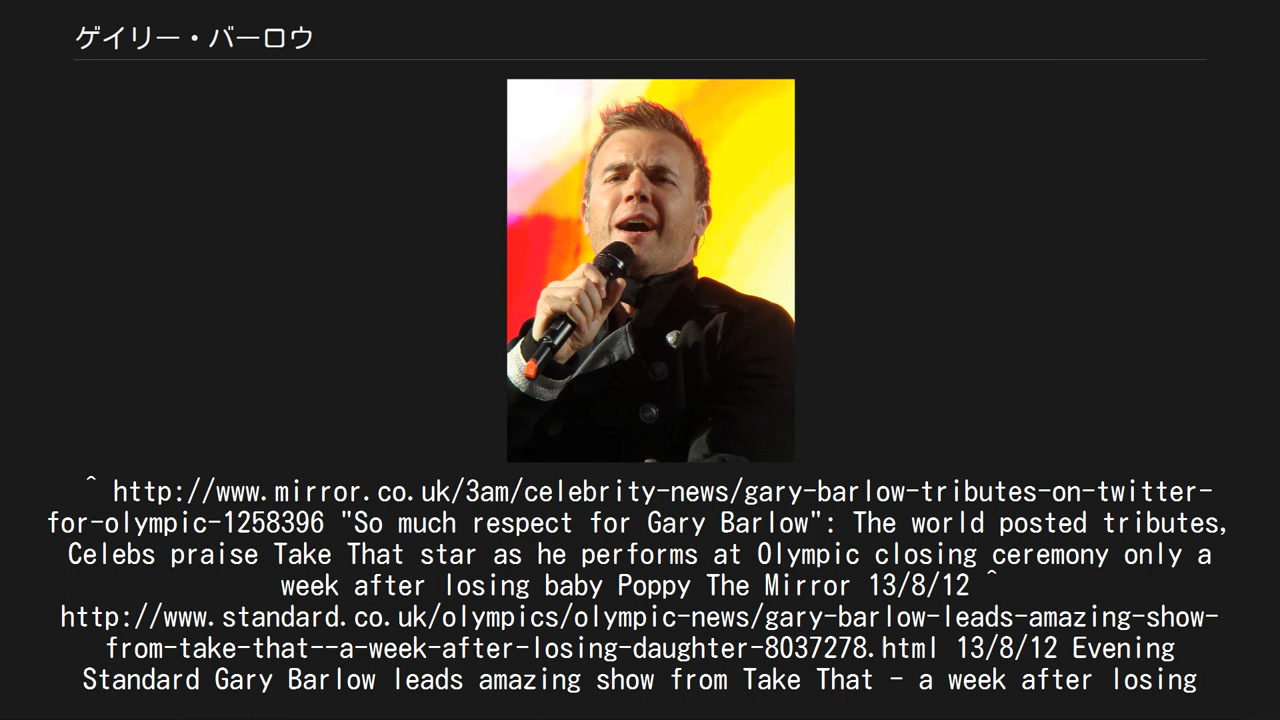 ゲイリー・バーロウ
^ http://www.mirror.co.uk/3am/celebrity-news/gary-barlow-tributes-on-twitter-
for-olympic-1258396 "So much respect for Gary Barlow": The world posted tributes,
Celebs praise Take That star as he performs at Olympic closing ceremony only a
week after losing baby Poppy The Mirror 13/8/12 ^
http://www.standard.co.uk/olympics/olympic-news/gary-barlow-leads-amazing-show-
from-take-that--a-week-after-losing-daughter-8037278.html 13/8/12 Evening
Standard Gary Barlow leads amazing show from Take That - a week after losing